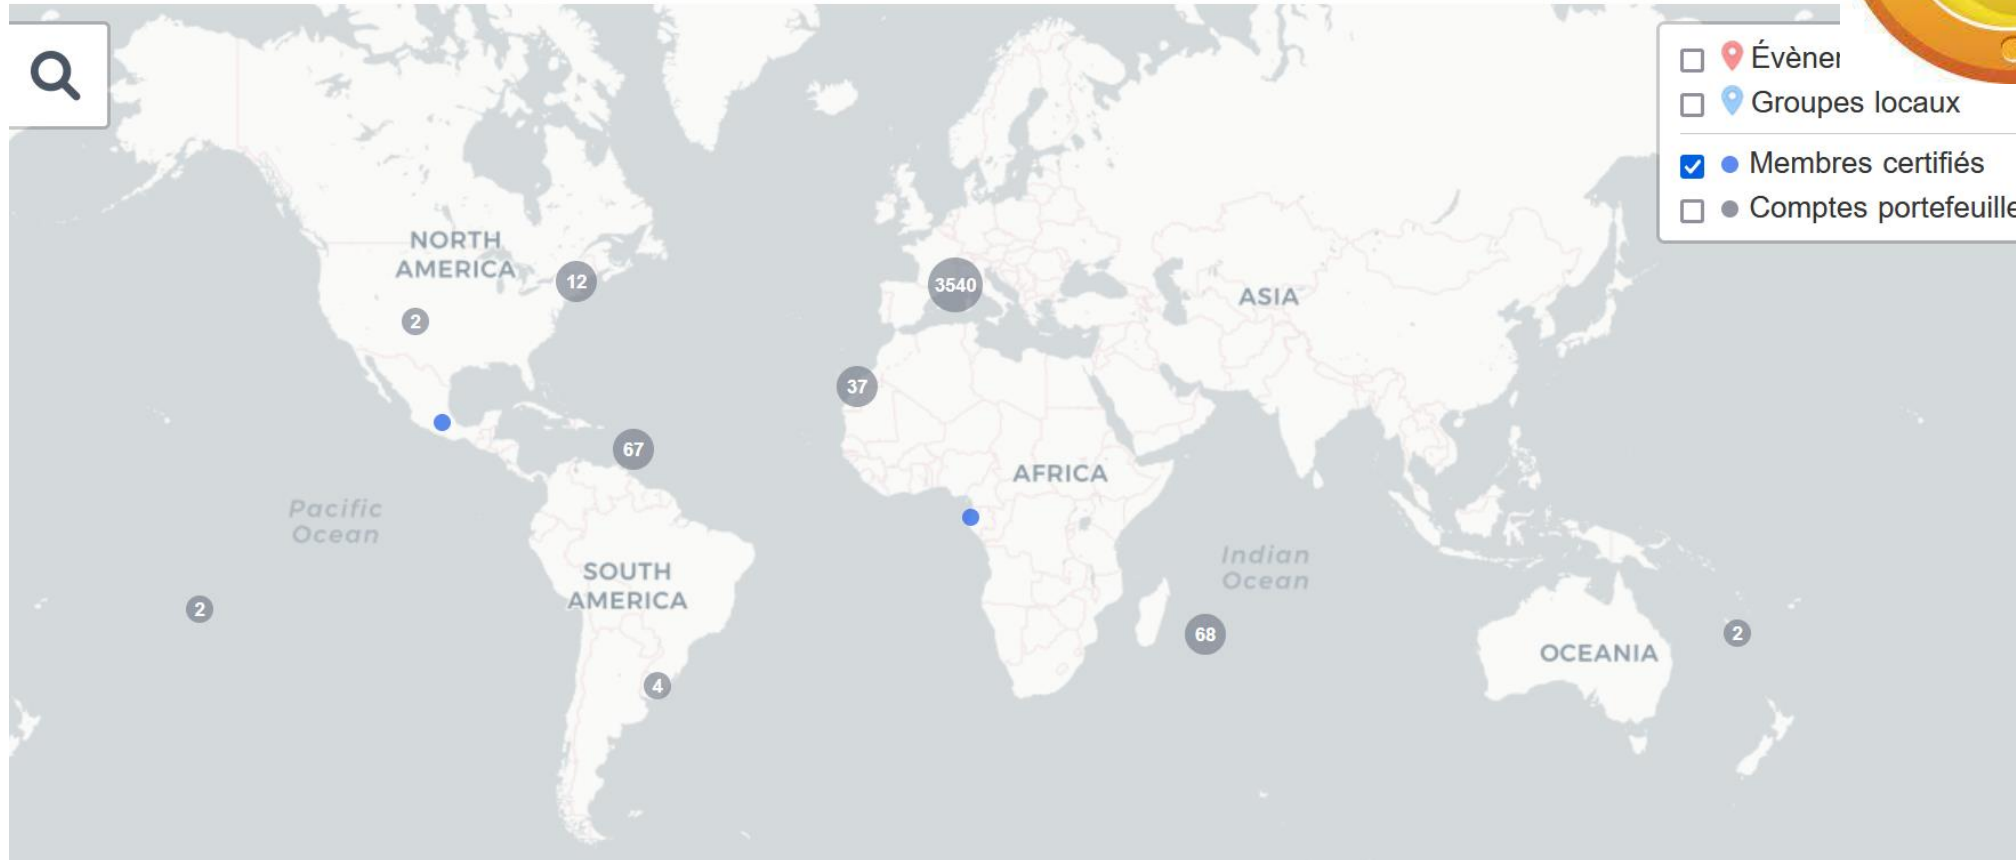 Évèner
Groupes locaux
Membres certifiés
Comptes portefeuille
NORTH
AMERICA
12
2
3540
ASIA
37
67
AFRICA
Pacific
Ocean
SOUTH
AMERICA
Indian
Ocean
2
68
2
OCEANIA
4